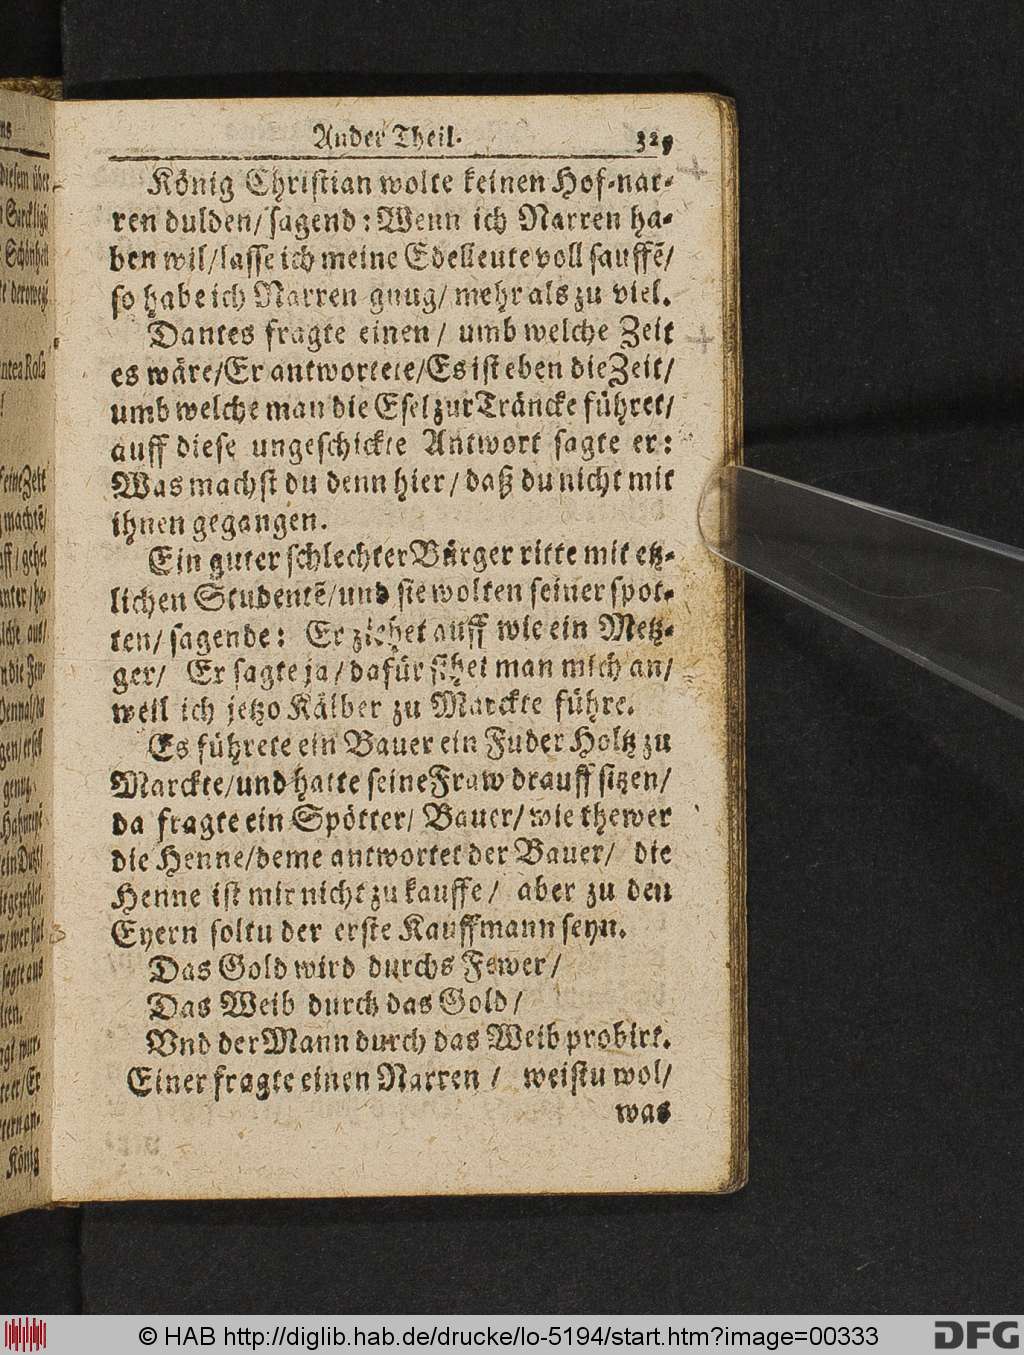 Ander Theil.
König Christian wolte keinen Hof-nar-
ren dulden/ sagend: Wenn ich Narren ha-
ben wil/ lasse ich meine Edelleute voll sauffẽ/
so habe ich Narren gnug/ mehr als zu viel.
Dantes fragte einen/ umb welche Zeit
es wäre/ Er antwortete/ Es ist eben die Zeit/
umb welche man die Esel zur Träncke führet/
auff diese ungeschickte Antwort sagte er:
Was machst du denn hier/ daß du nicht mit
ihnen gegangen.
Ein guter schlechter Bürger ritte mit etz-
lichen Studentẽ/ und sie wolten seiner spot-
ten/ sagende: Er ziehet auff wie ein Metz-
ger/ Er sagte ja/ dafür sihet man mich an/
weil ich jetzo Kälber zu Marckte führe.
Es führete ein Bauer ein Fuder Holtz zu
Marckte/ und hatte seine Fraw drauff sitzen/
da fragte ein Spötter/ Bauer/ wie thewer
die Henne/ deme antwortet der Bauer/ die
Henne ist mir nicht zu kauffe/ aber zu den
Eyern soltu der erste Kauffmann seyn.
Das Gold wird durchs Fewer/
Das Weib durch das Gold/
Vnd der Mann durch das Weib probirt.
Einer fragte einen Narren/ weistu wol/
was
© HAB http://diglib.hab.de/drucke/lo-5194/start.htm?image=00333
DFG